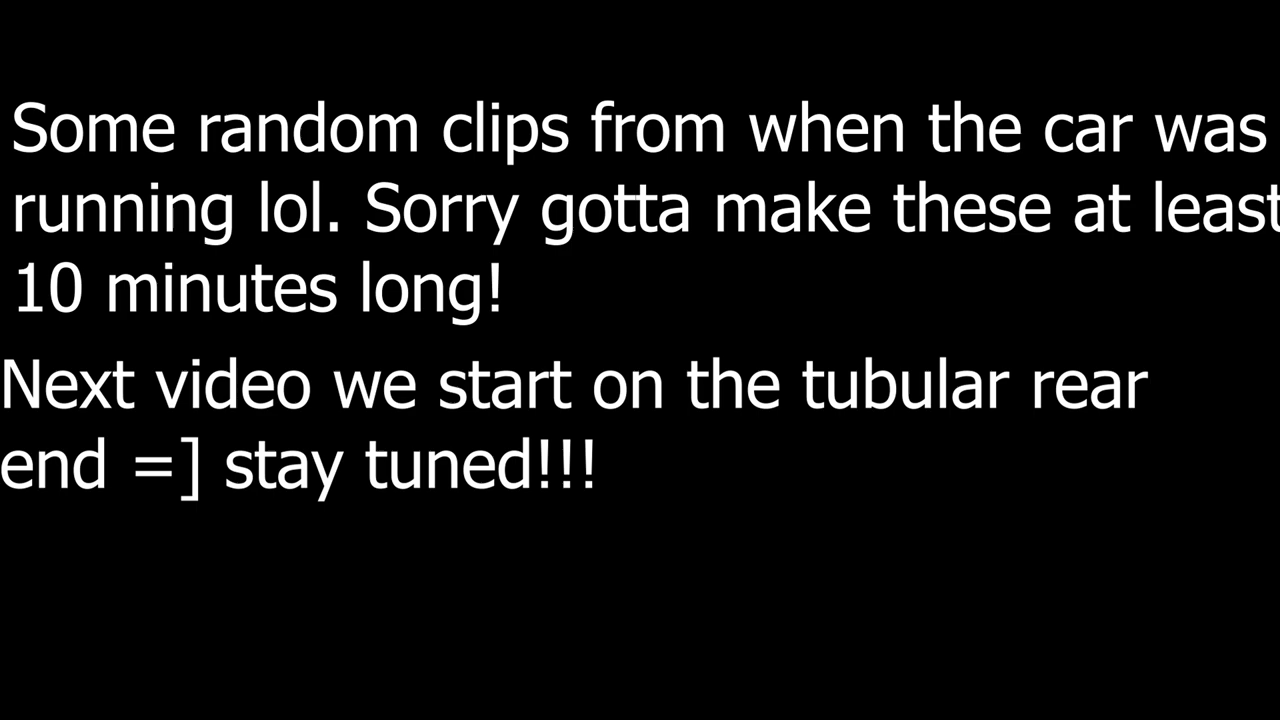 Some random clips from when the car was
running lol. Sorry gotta make these at least
10 minutes long!
Next video we start on the tubular rear
end =] stay tuned!!!